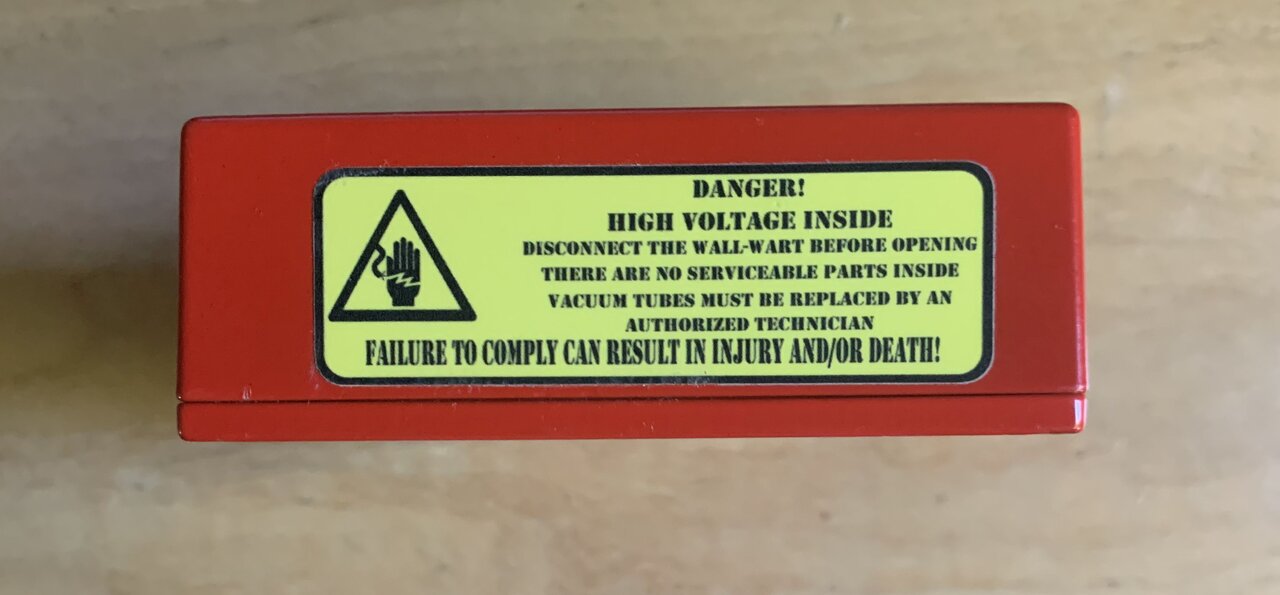 DANGER!
HIGH VOLTAGE INSIDE
DISCONNECT THE WALL-WART BEFORE OPENING
THERE ARE NO SERVICEABLE PARTS INSIDE
VACUUM TUBES MUST BE REPLACED BY AN
AUTHORIZED TECHNICIAN
FAILURE TO COMPLY CAN RESULT IN INJURY AND/OR DEATH!